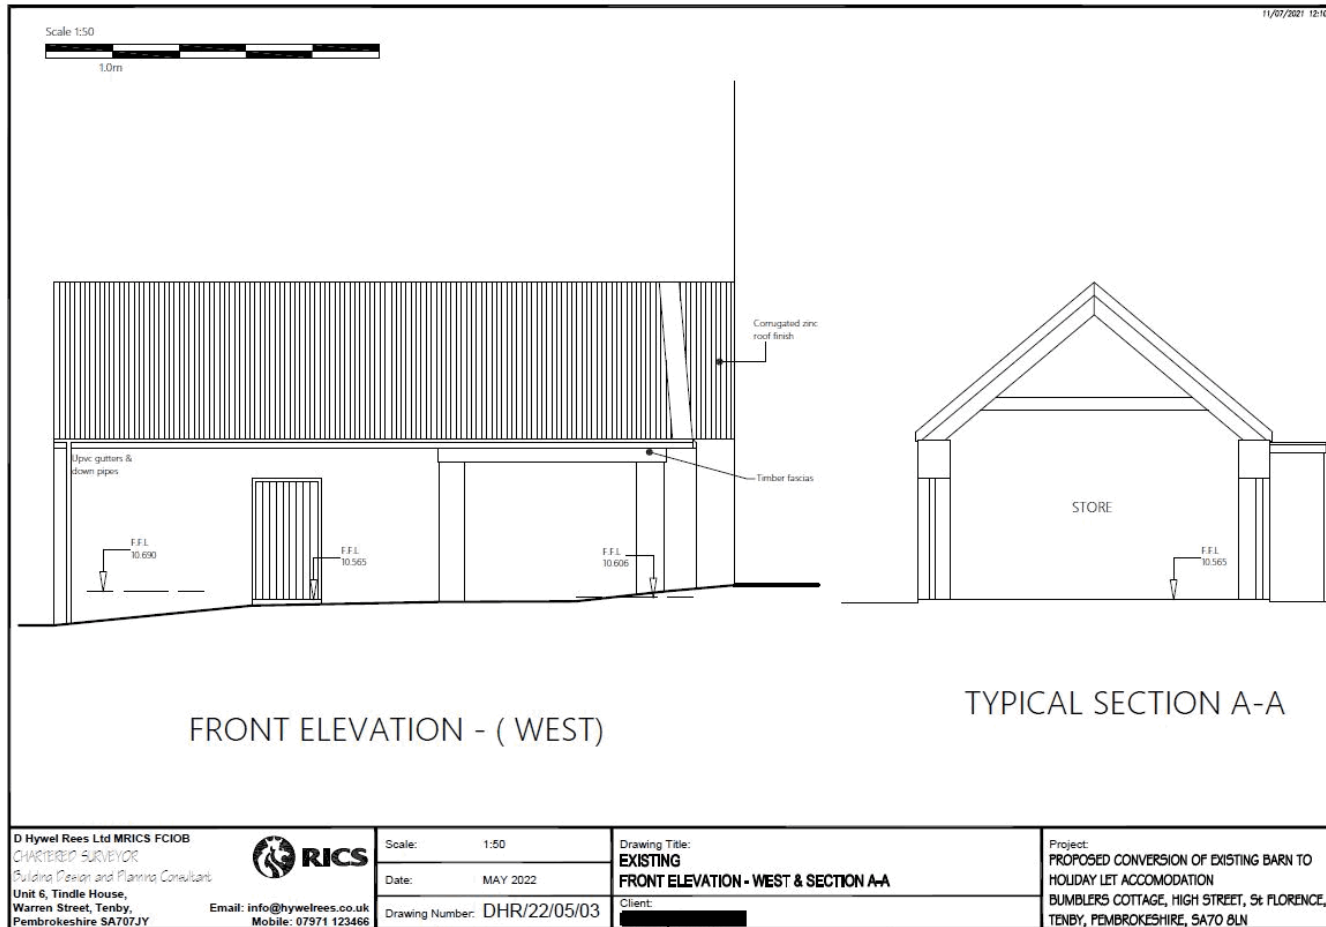 11/07/2021 12:10
Scale 1:50
1.0m
Corrugated zinc
roof finish
Upvc gutters &
down pipes
Timber fascias
F.F.L
10.690
F.F.L
10.565
F.F.L
10.606
STORE
F.F.L
10.565
FRONT ELEVATION - ( WEST)
TYPICAL SECTION A-A
D Hywel Rees Ltd MRICS FCIOB
CHARTERED SURVEYOR
Building Design and Planning Consultant
Unit 6, Tindle House,
Warren Street, Tenby,
Pembrokeshire SA707JY
RICS
Email: info@hywelrees.co.uk
Mobile: 07971 123466
Scale: 1:50
Date: MAY 2022
Drawing Number: DHR/22/05/03
Drawing Title:
EXISTING
FRONT ELEVATION - WEST & SECTION A-A
Client:
Project:
PROPOSED CONVERSION OF EXISTING BARN TO
HOLIDAY LET ACCOMODATION
BUMBLERS COTTAGE, HIGH STREET, St FLORENCE,
TENBY, PEMBROKESHIRE, SA70 8LN